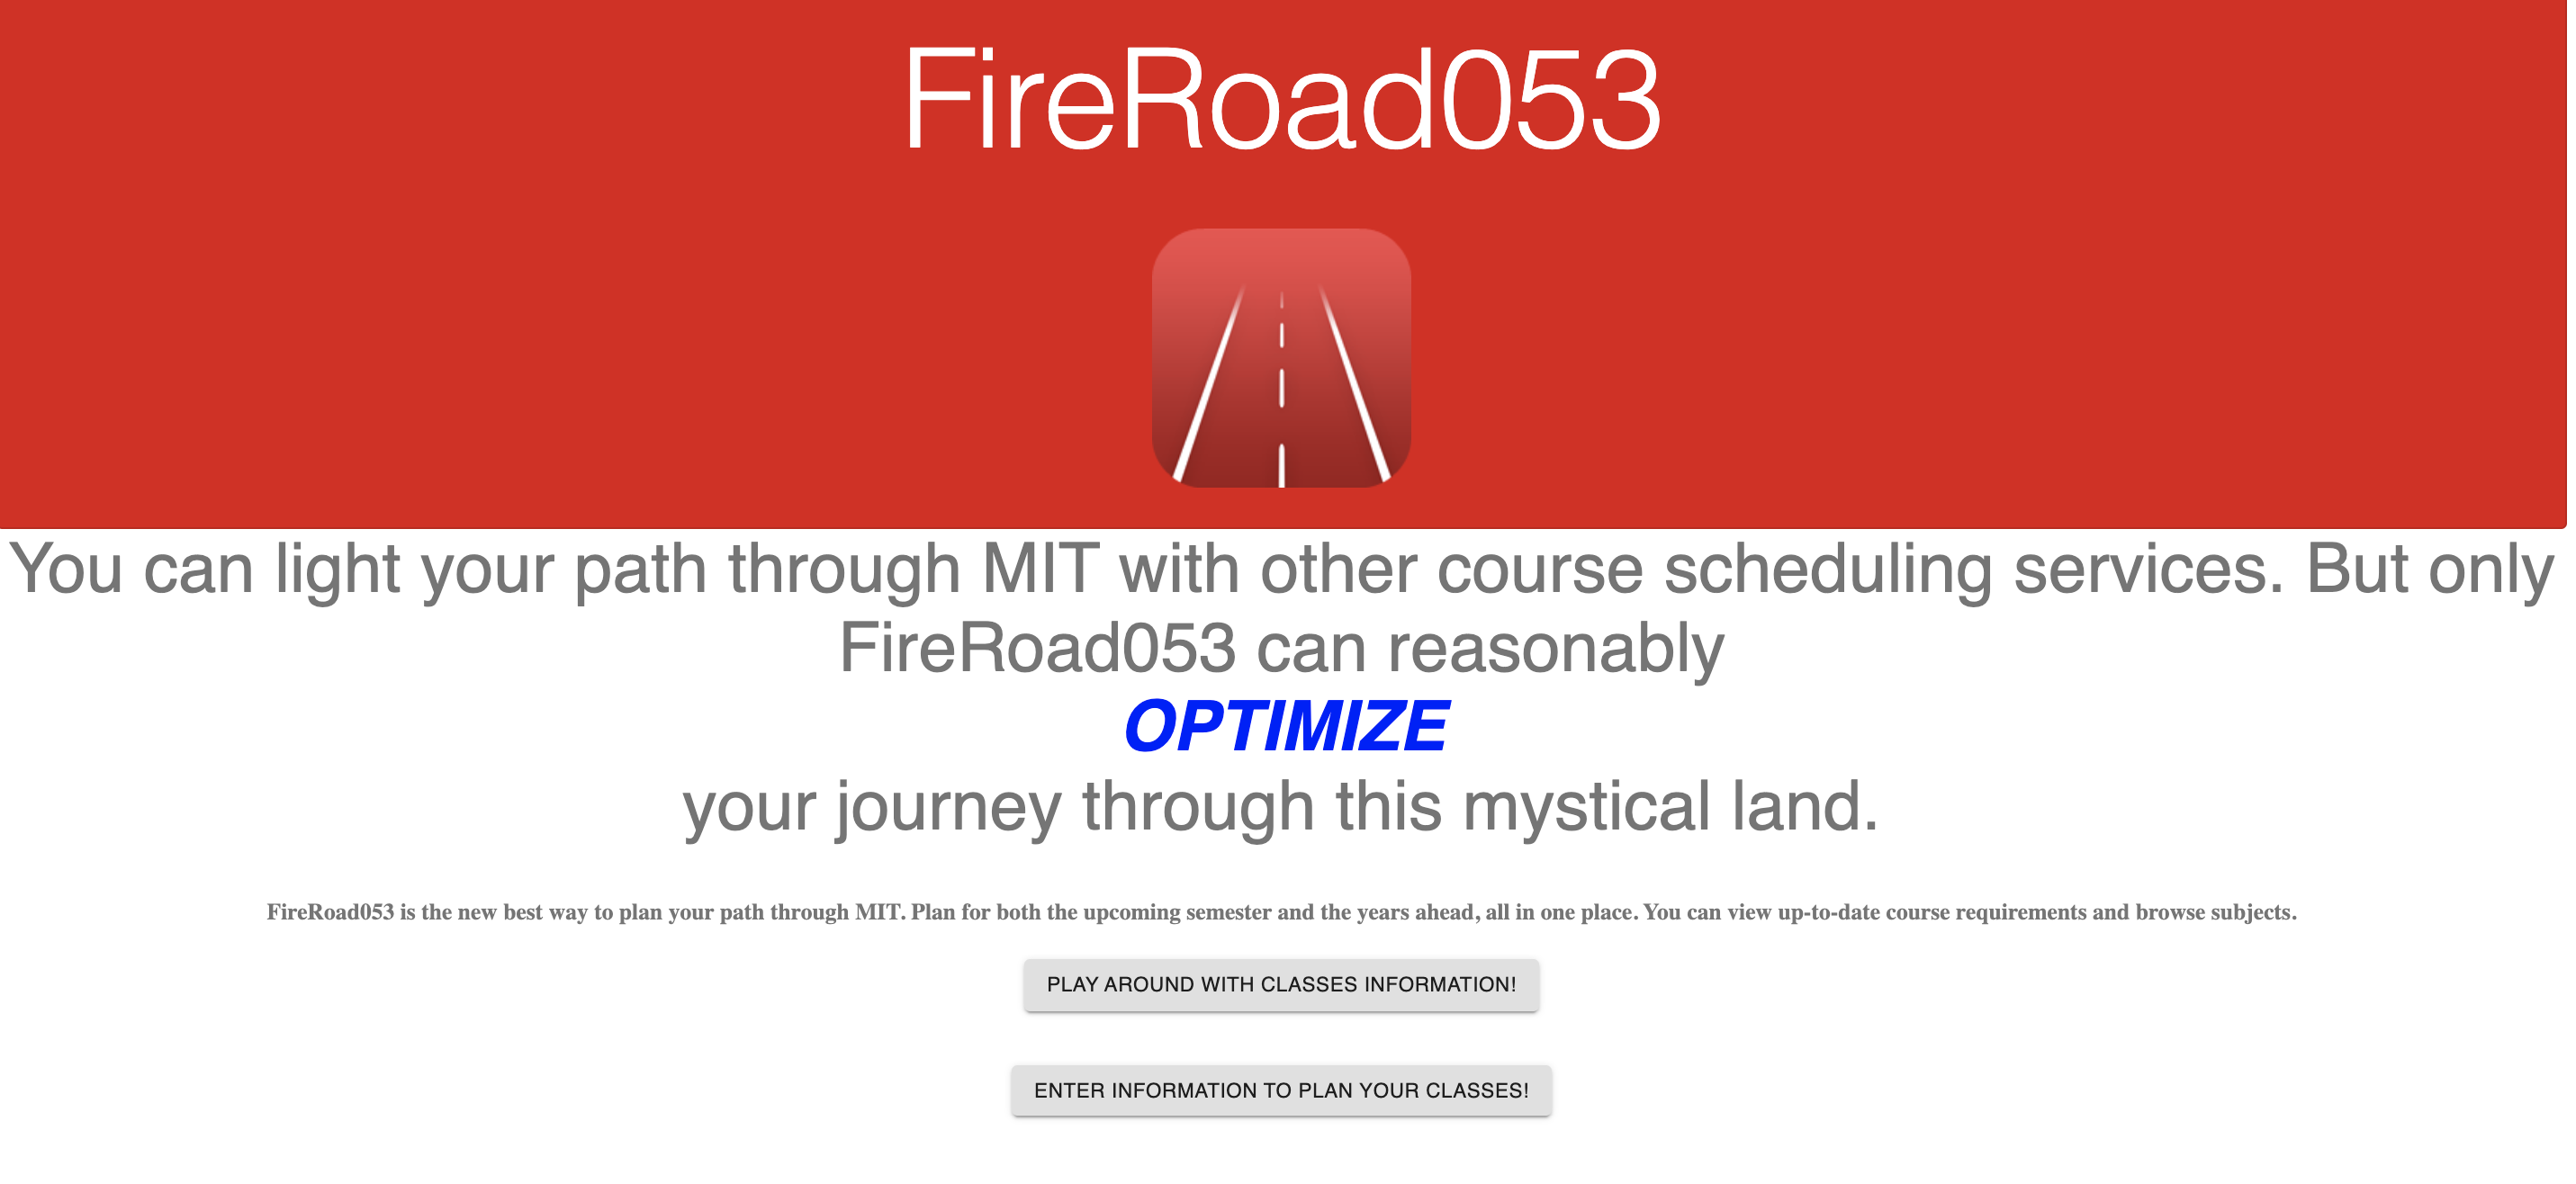 FireRoad053
You can light your path through MIT with other course scheduling services. But only
FireRoad053 can reasonably
OPTIMIZE
your journey through this mystical land.
FireRoad053 is the new best way to plan your path through MIT. Plan for both the upcoming semester and the years ahead, all in one place. You can view up-to-date course requirements and browse subjects.
PLAY AROUND WITH CLASSES INFORMATION!
ENTER INFORMATION TO PLAN YOUR CLASSES!